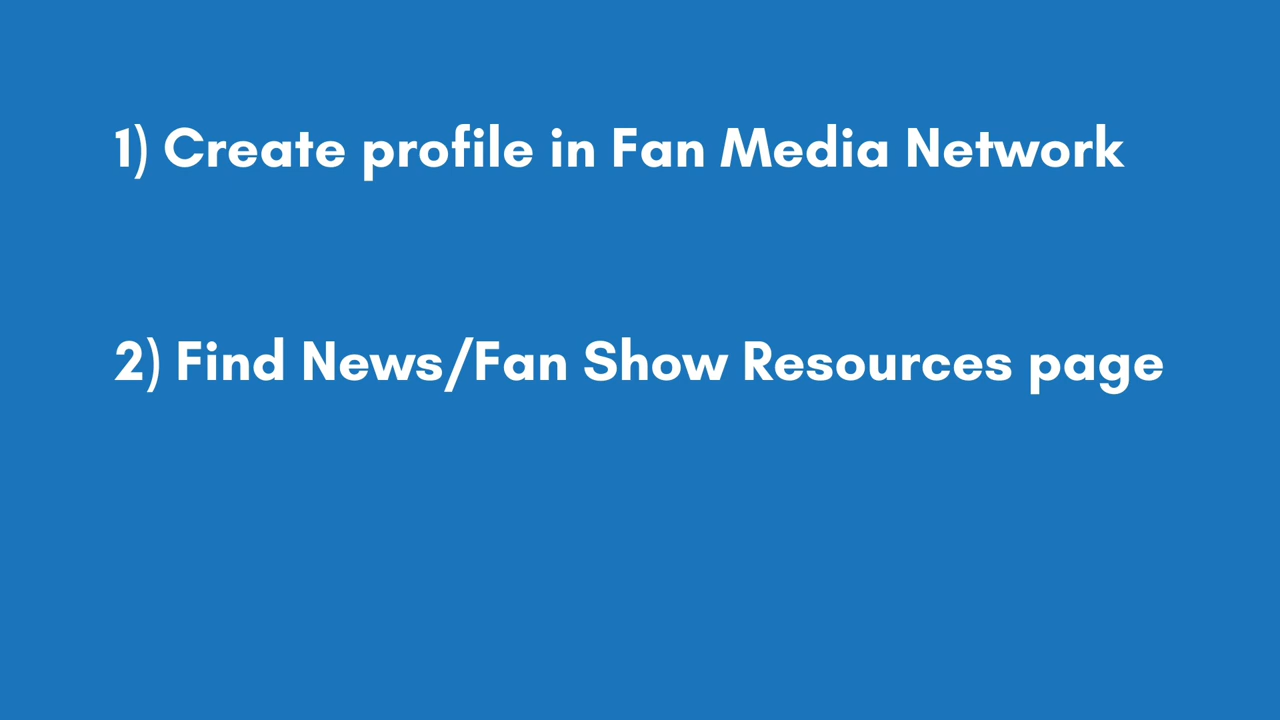 1) Create profile in Fan Media Network
2) Find News/Fan Show Resources page